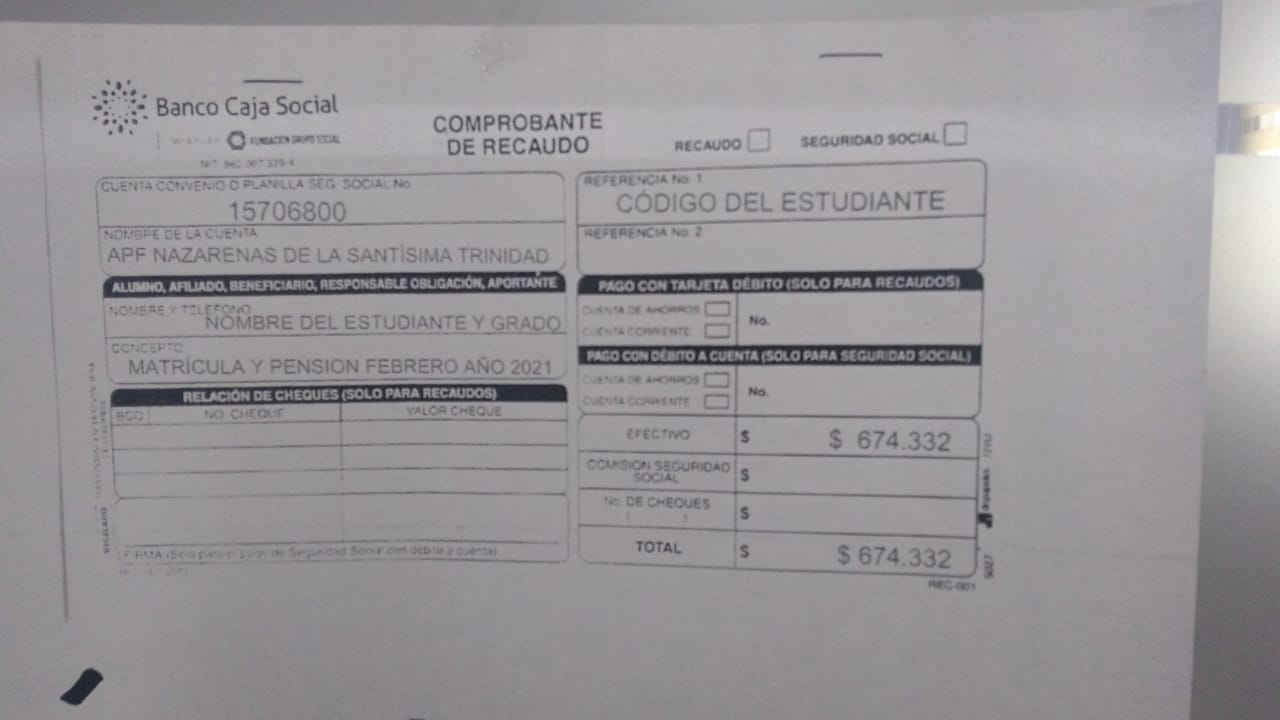 Banco Caja Social
FUNDACIÓN GRUPO SOCIAL
COMPROBANTE
DE RECAUDO
RECAUDO
SEGURIDAD SOCIAL
CUENTA CONVENIO O PLANILLA SEG. SOCIAL No
15706800
NOMBRE DE LA CUENTA
APF NAZARENAS DE LA SANTÍSIMA TRINIDAD
REFERENCIA No. 1
CÓDIGO DEL ESTUDIANTE
REFERENCIA No. 2
ALUMNO, AFILIADO, BENEFICIARIO, RESPONSABLE OBLIGACIÓN, APORTANTE
NOMBRE Y TELÉFONO
NOMBRE DEL ESTUDIANTE Y GRADO
CONCEPTO
MATRÍCULA Y PENSION FEBRERO AÑO 2021
PAGO CON TARJETA DÉBITO (SOLO PARA RECAUDOS)
CUENTA DE AHORROS
CUENTA CORRIENTE
No.
PAGO CON DÉBITO A CUENTA (SOLO PARA SEGURIDAD SOCIAL)
CUENTA DE AHORROS
CUENTA CORRIENTE
No.
RELACIÓN DE CHEQUES (SOLO PARA RECAUDOS)
BCO NO. CHEQUE VALOR CHEQUE
EFECTIVO $ $ 674.332
COMISIÓN SEGURIDAD
SOCIAL $
No. DE CHEQUES
( ) $
TOTAL $ $ 674.332
FIRMA (Solo para el pago de Seguridad Social con débito a cuenta)
REC-001
5027
VIGILADO